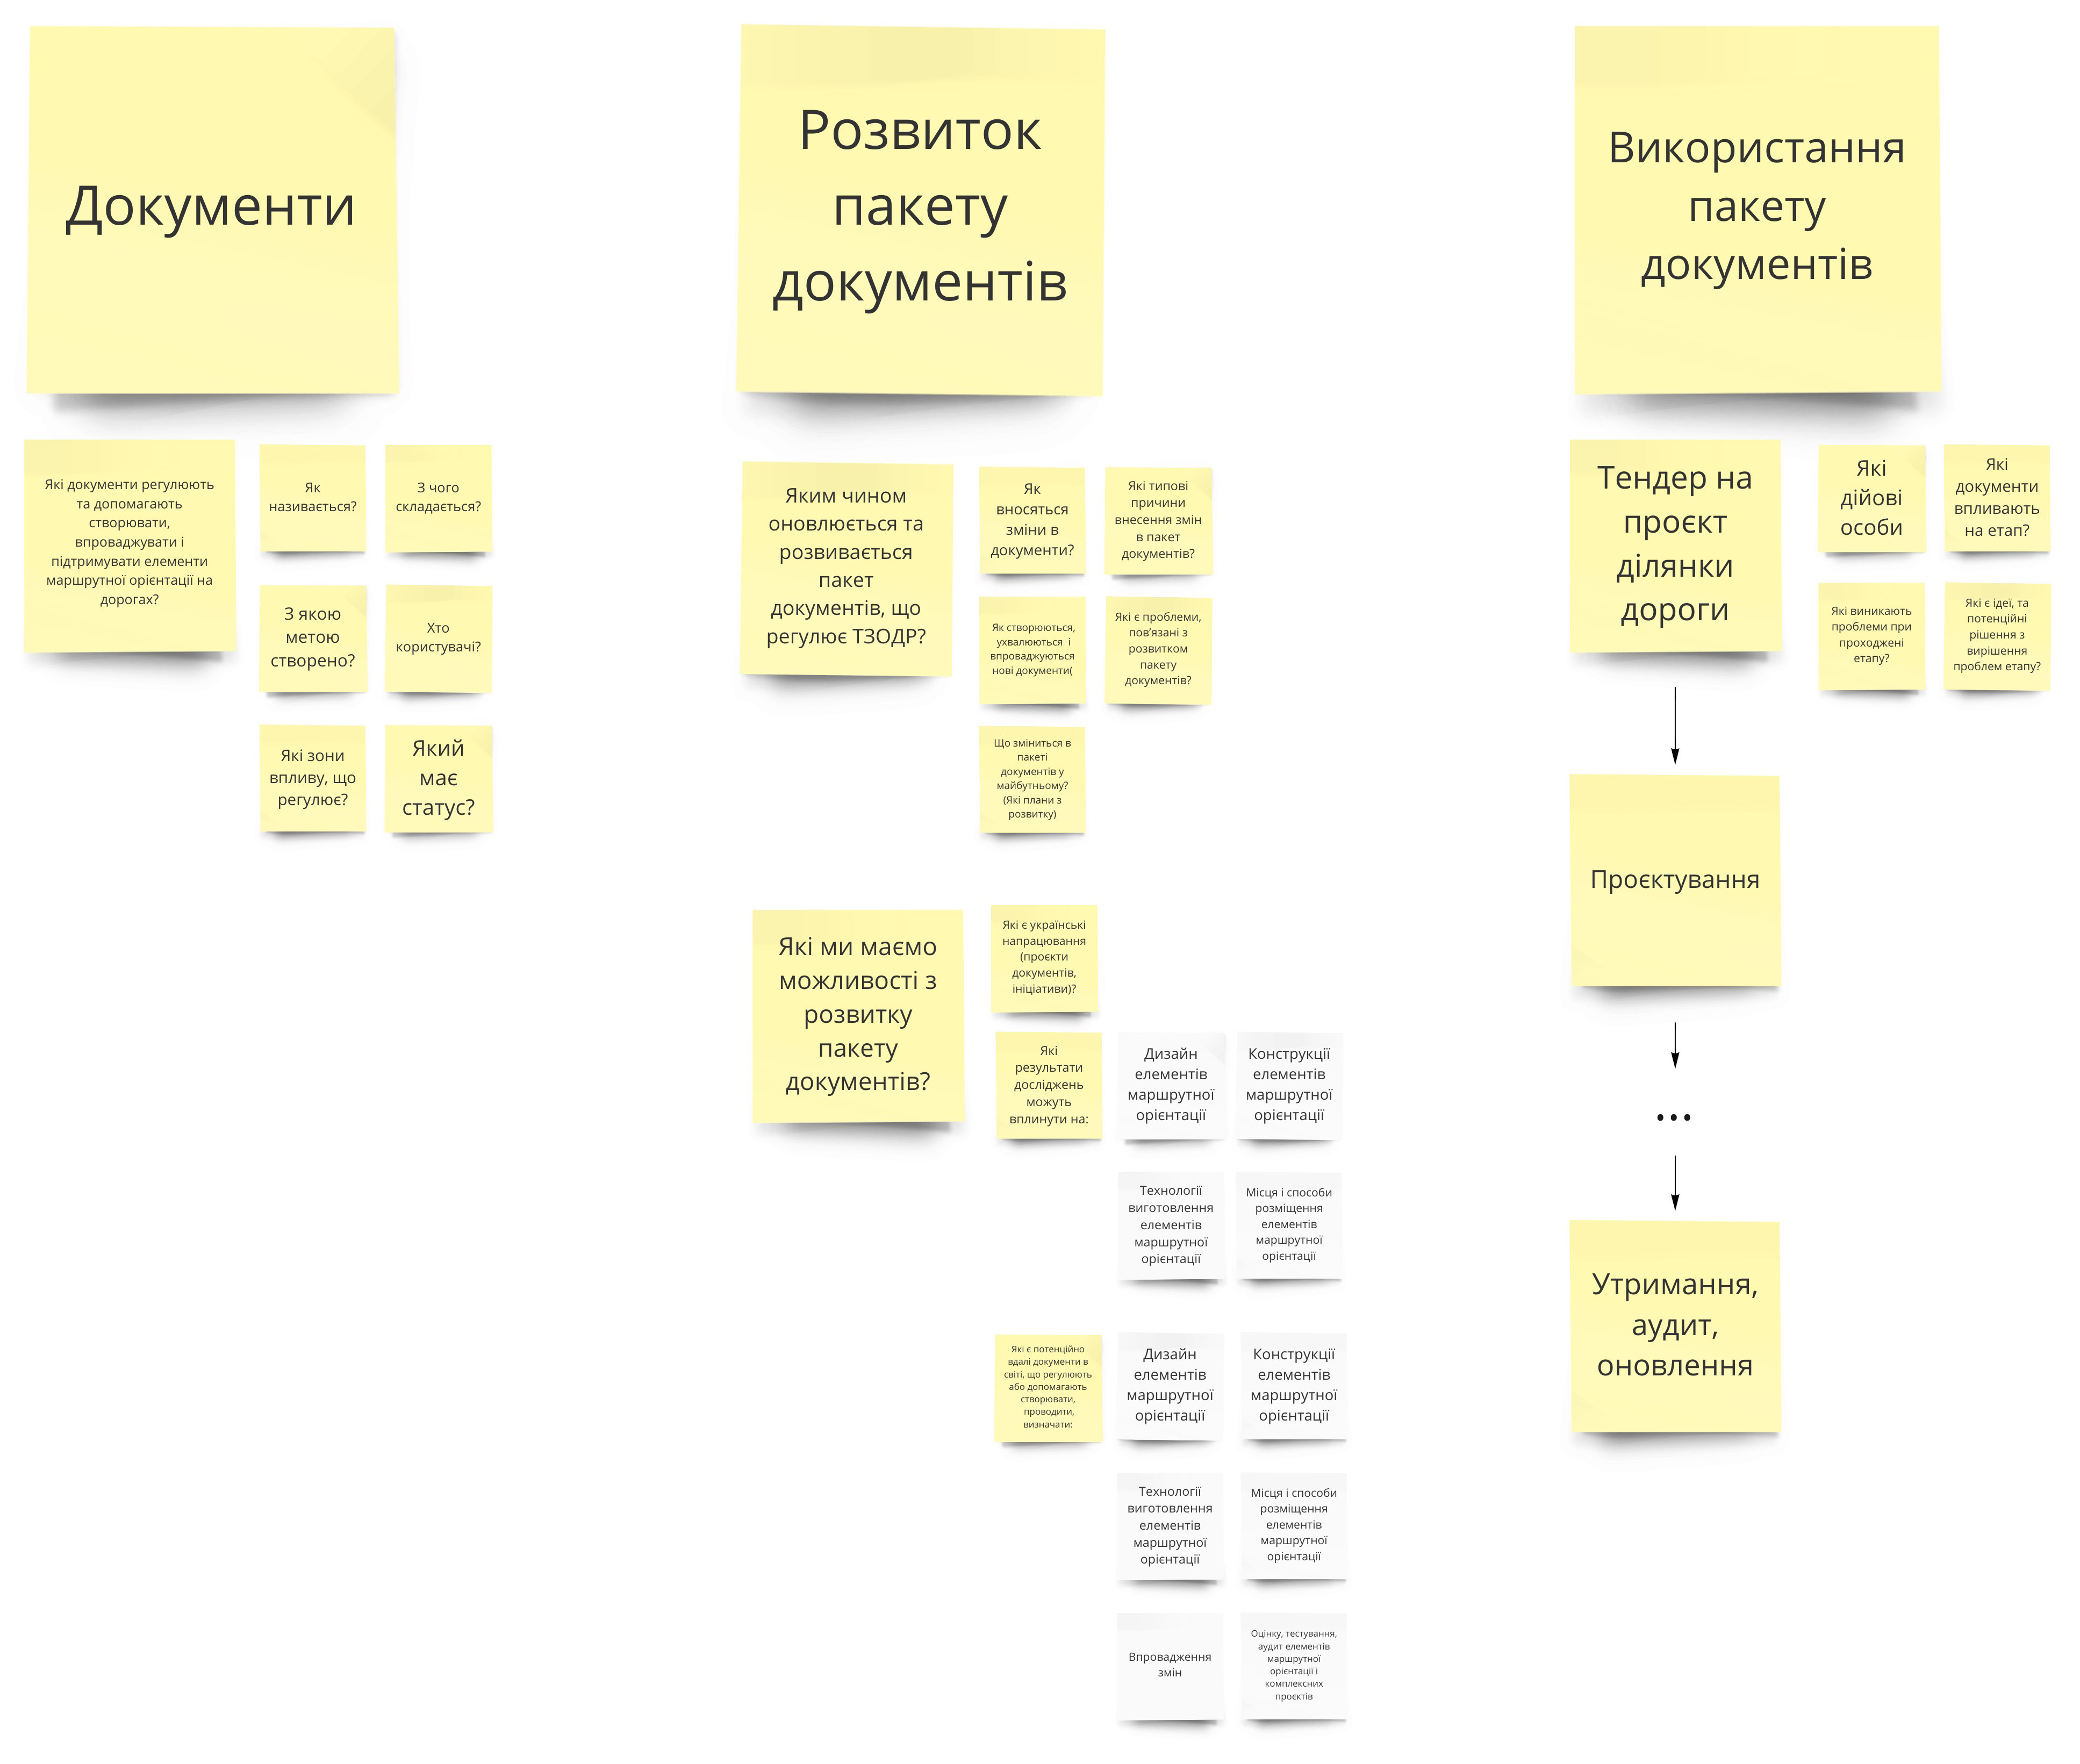 Документи
Які документи регулюють
та допомагають
створювати,
впроваджувати і
підтримувати елементи
маршрутної орієнтації на
дорогах?
Як
називається?
З чого
складається?
З якою
метою
створено?
Хто
користувачі?
Які зони
впливу, що
регулює?
Який
має
статус?
Розвиток
пакету
документів
Яким чином
оновлюється та
розвивається
пакет
документів, що
регулює ТЗОДР?
Як
вносяться
зміни в
документи?
Які типові
причини
внесення змін
в пакет
документів?
Як створюються,
ухвалюються і
впроваджуються
нові документи(
Які є проблеми,
пов’язані з
розвитком
пакету
документів?
Що зміниться в
пакеті
документів у
майбутньому?
(Які плани з
розвитку)
Які ми маємо
можливості з
розвитку
пакету
документів?
Які є українські
напрацювання
(проєкти
документів,
ініціативи)?
Які
результати
досліджень
можуть
вплинути на:
Дизайн
елементів
маршрутної
орієнтації
Конструкції
елементів
маршрутної
орієнтації
Технології
виготовлення
елементів
маршрутної
орієнтації
Місця і способи
розміщення
елементів
маршрутної
орієнтації
Які є потенційно
вдалі документи в
світі, що регулюють
або допомагають
створювати,
проводити,
визначати:
Дизайн
елементів
маршрутної
орієнтації
Конструкції
елементів
маршрутної
орієнтації
Технології
виготовлення
елементів
маршрутної
орієнтації
Місця і способи
розміщення
елементів
маршрутної
орієнтації
Впровадження
змін
Оцінку, тестування,
аудит елементів
маршрутної
орієнтації і
комплексних
проєктів
Використання
пакету
документів
Тендер на
проєкт
ділянки
дороги
Які
дійові
особи
Які
документи
впливають
на етап?
Які виникають
проблеми при
проходжені
етапу?
Які є ідеї, та
потенційні
рішення з
вирішення
проблем етапу?
Проєктування
...
Утримання,
аудит,
оновлення